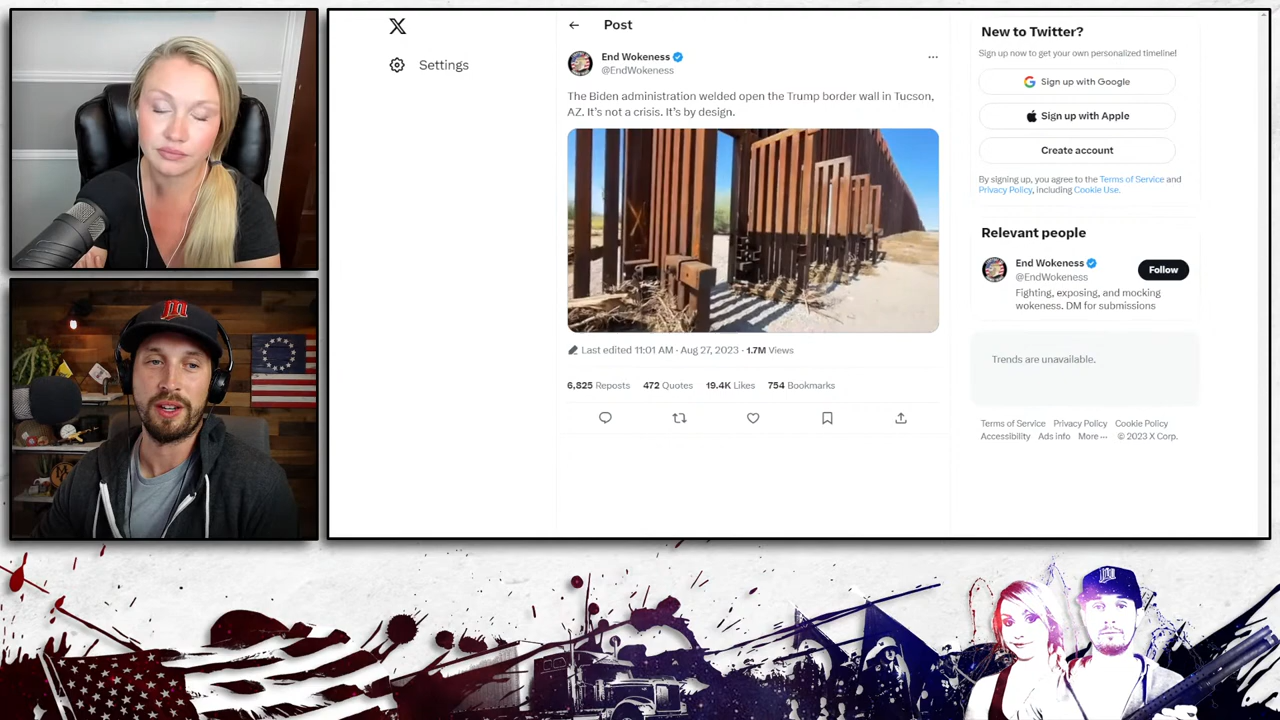 X
Settings
Post
End Wokeness
@EndWokeness
The Biden administration welded open the Trump border wall in Tucson,
AZ. It's not a crisis. It's by design.
Last edited 11:01 AM · Aug 27, 2023 · 1.7M Views
6,825 Reposts 472 Quotes 19.4K Likes 754 Bookmarks
New to Twitter?
Sign up now to get your own personalized timeline!
Sign up with Google
Sign up with Apple
Create account
By signing up, you agree to the Terms of Service and
Privacy Policy, including Cookie Use.
Relevant people
End Wokeness
@EndWokeness
Follow
Fighting, exposing, and mocking
wokeness. DM for submissions
Trends are unavailable.
Terms of Service Privacy Policy Cookie Policy
Accessibility Ads info More ··· © 2023 X Corp.